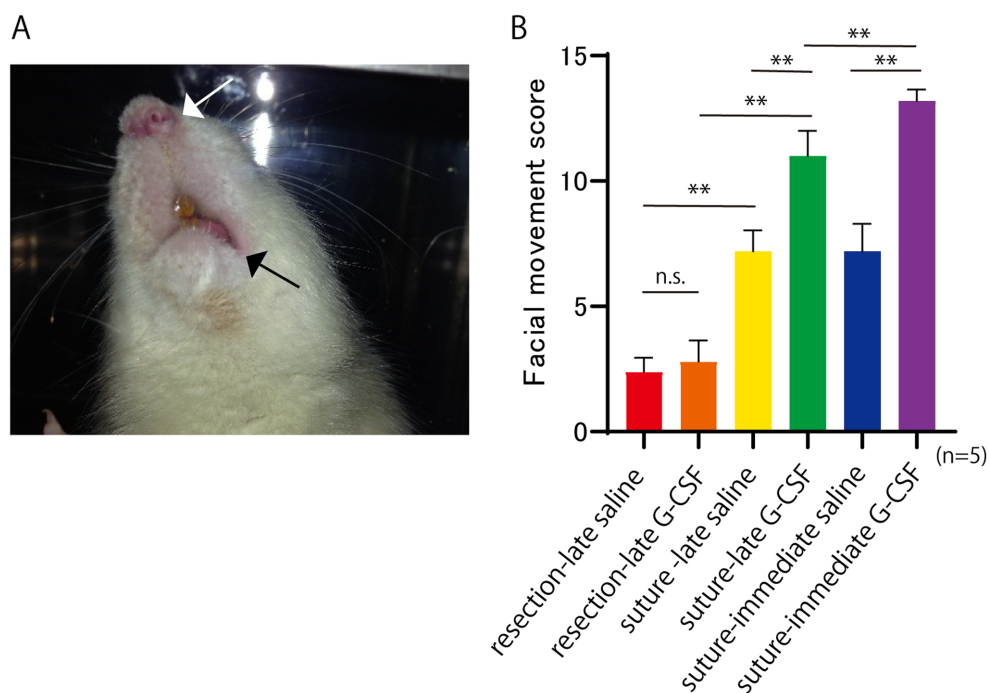 A
B
Facial movement score
15
10
5
0
**
**
**
**
**
**
n.s.
(n=5)
resection-late saline
resection-late G-CSF
suture -late saline
suture-late G-CSF
suture-immediate saline
suture-immediate G-CSF